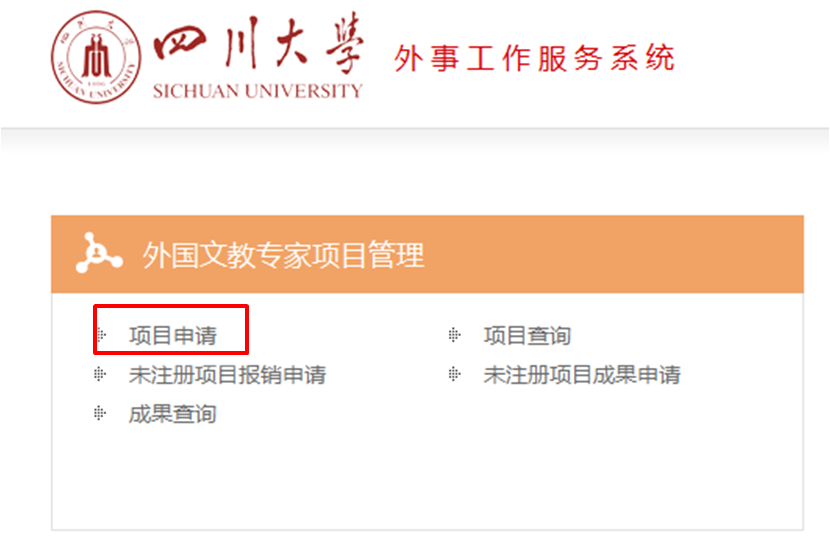 四川大学
SICHUAN UNIVERSITY
外事工作服务系统
外国文教专家项目管理
项目申请
项目查询
未注册项目报销申请
未注册项目成果申请
成果查询